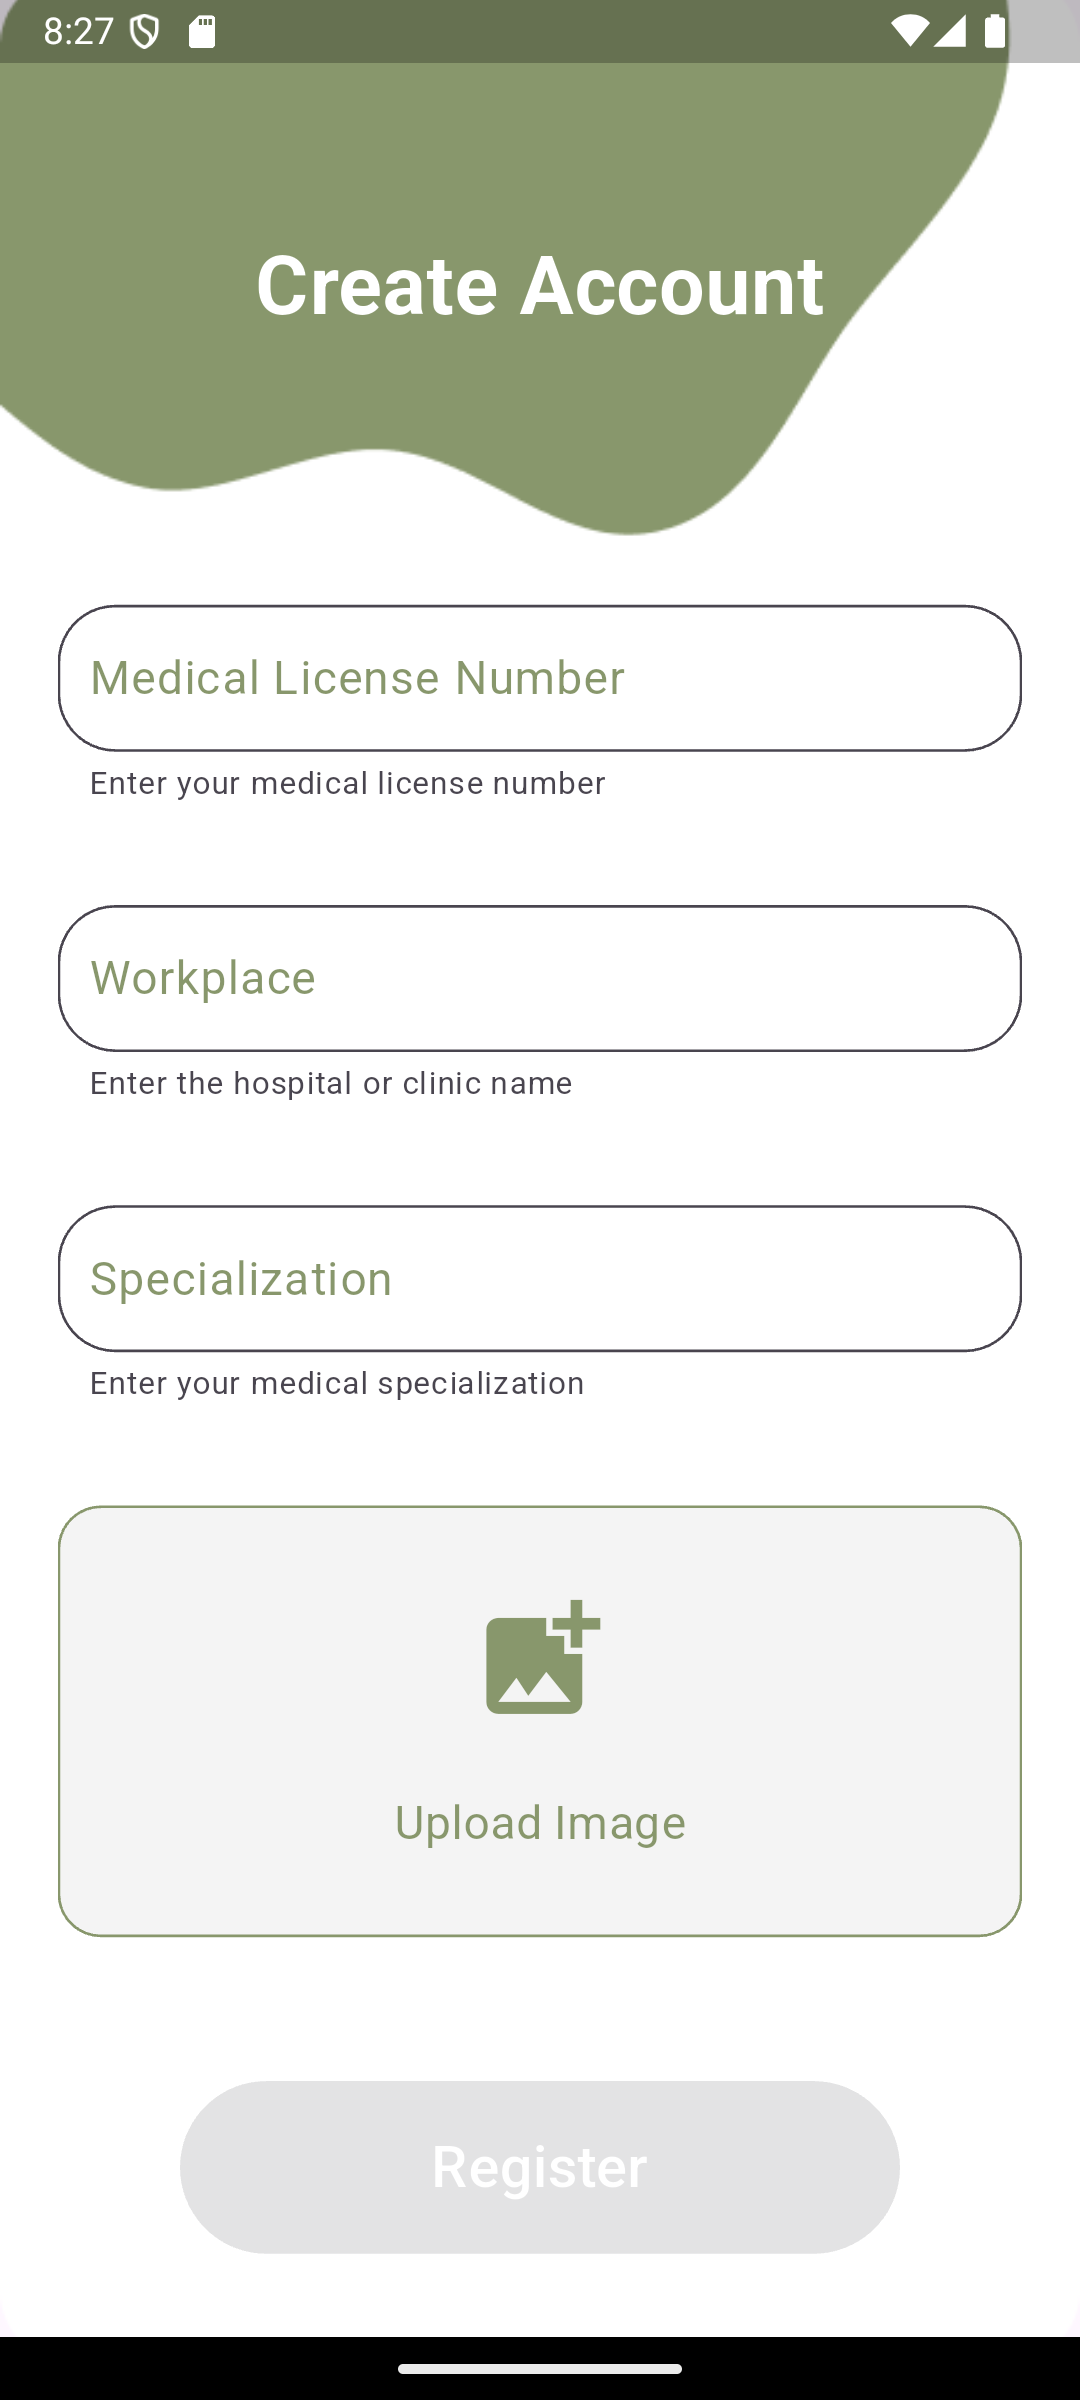 8:27
Create Account
Medical License Number
Enter your medical license number
Workplace
Enter the hospital or clinic name
Specialization
Enter your medical specialization
Upload Image
Register